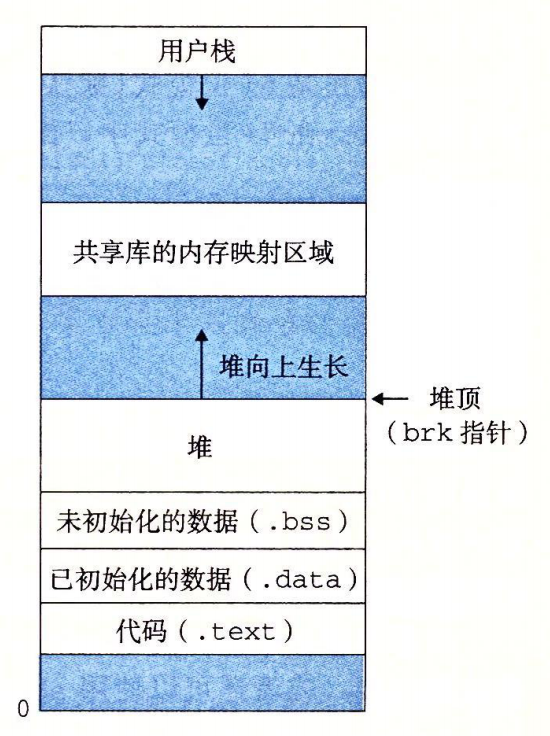 用户栈
共享库的内存映射区域
堆向上生长
堆顶
（brk 指针）
堆
未初始化的数据（.bss）
已初始化的数据（.data）
代码（.text）
0